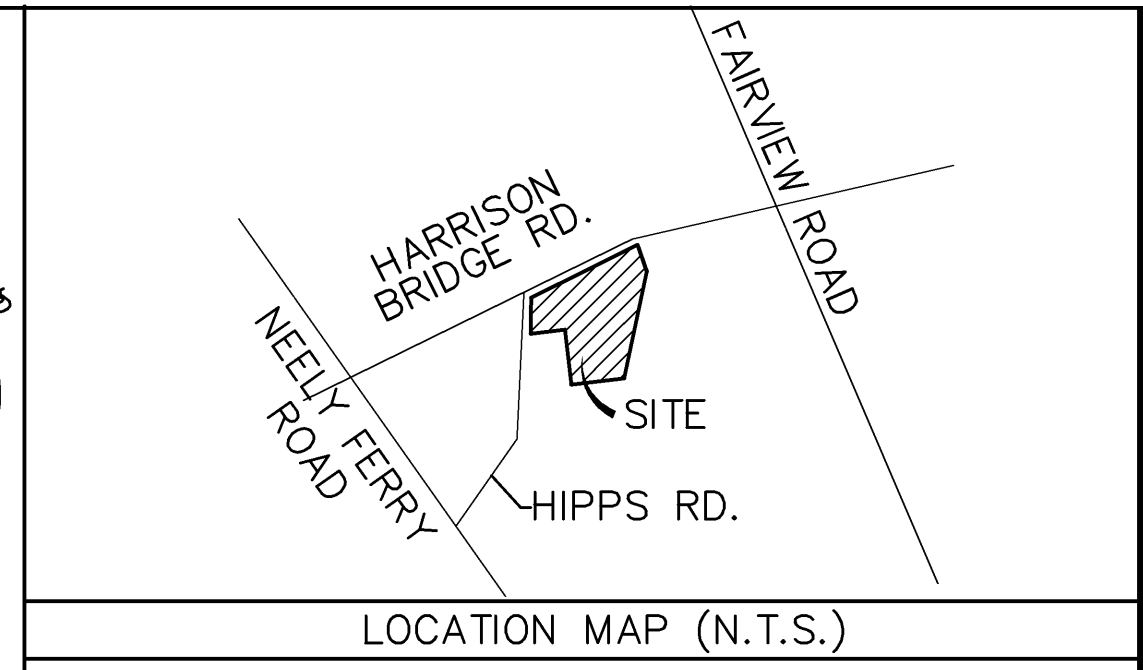 FAIRVIEW ROAD
HARRISON
BRIDGE RD.
NEELY FERRY
ROAD
SITE
HIPPS RD.
LOCATION MAP (N.T.S.)